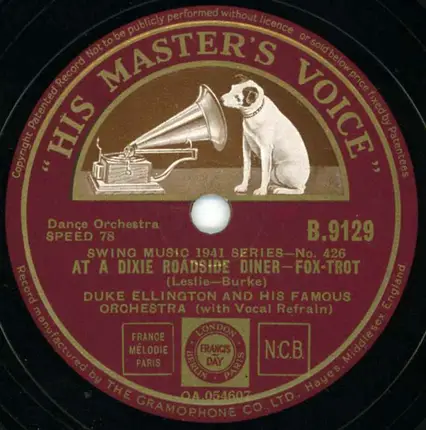 Copyright Patented Record Not to be publicly performed without licence or sold below price fixed by Patentees.
"HIS MASTER'S VOICE"
Dance Orchestra
SPEED 78
B.9129
SWING MUSIC 1941 SERIES—No. 426
AT A DIXIE ROADSIDE DINER—FOX-TROT
(Leslie—Burke)
DUKE ELLINGTON AND HIS FAMOUS
ORCHESTRA (with Vocal Refrain)
FRANCE
MÉLODIE
PARIS
LONDON
FRANCIS
DAY
BERLIN
PARIS
N.C.B.
OA.054607
Record manufactured by THE GRAMOPHONE CO., LTD., Hayes, Middlesex, England.